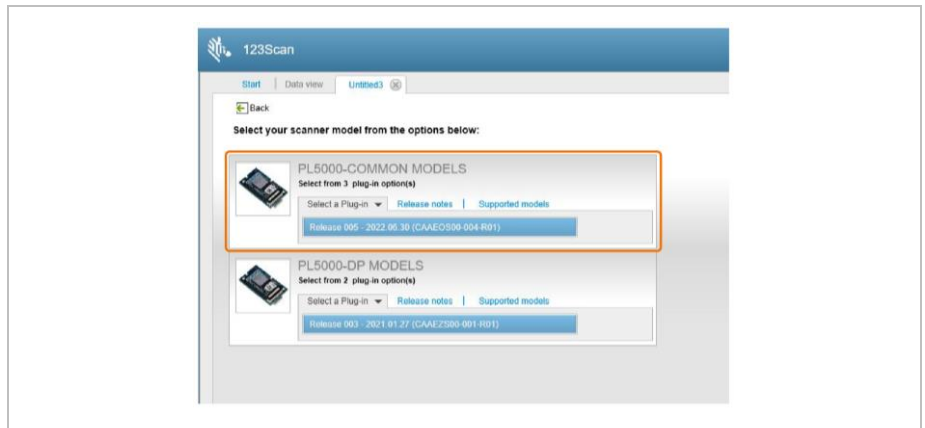 123Scan
Start | Data view Untitled3
Back
Select your scanner model from the options below:
PL5000-COMMON MODELS
Select from 3 plug-in option(s)
Select a Plug-in Release notes | Supported models
Release 005 - 2022.06.30 (CAAEOS00-004-R01)
PL5000-DP MODELS
Select from 2 plug-in option(s)
Select a Plug-in Release notes | Supported models
Release 003 - 2021.01.27 (CAAEZS00-001-R01)